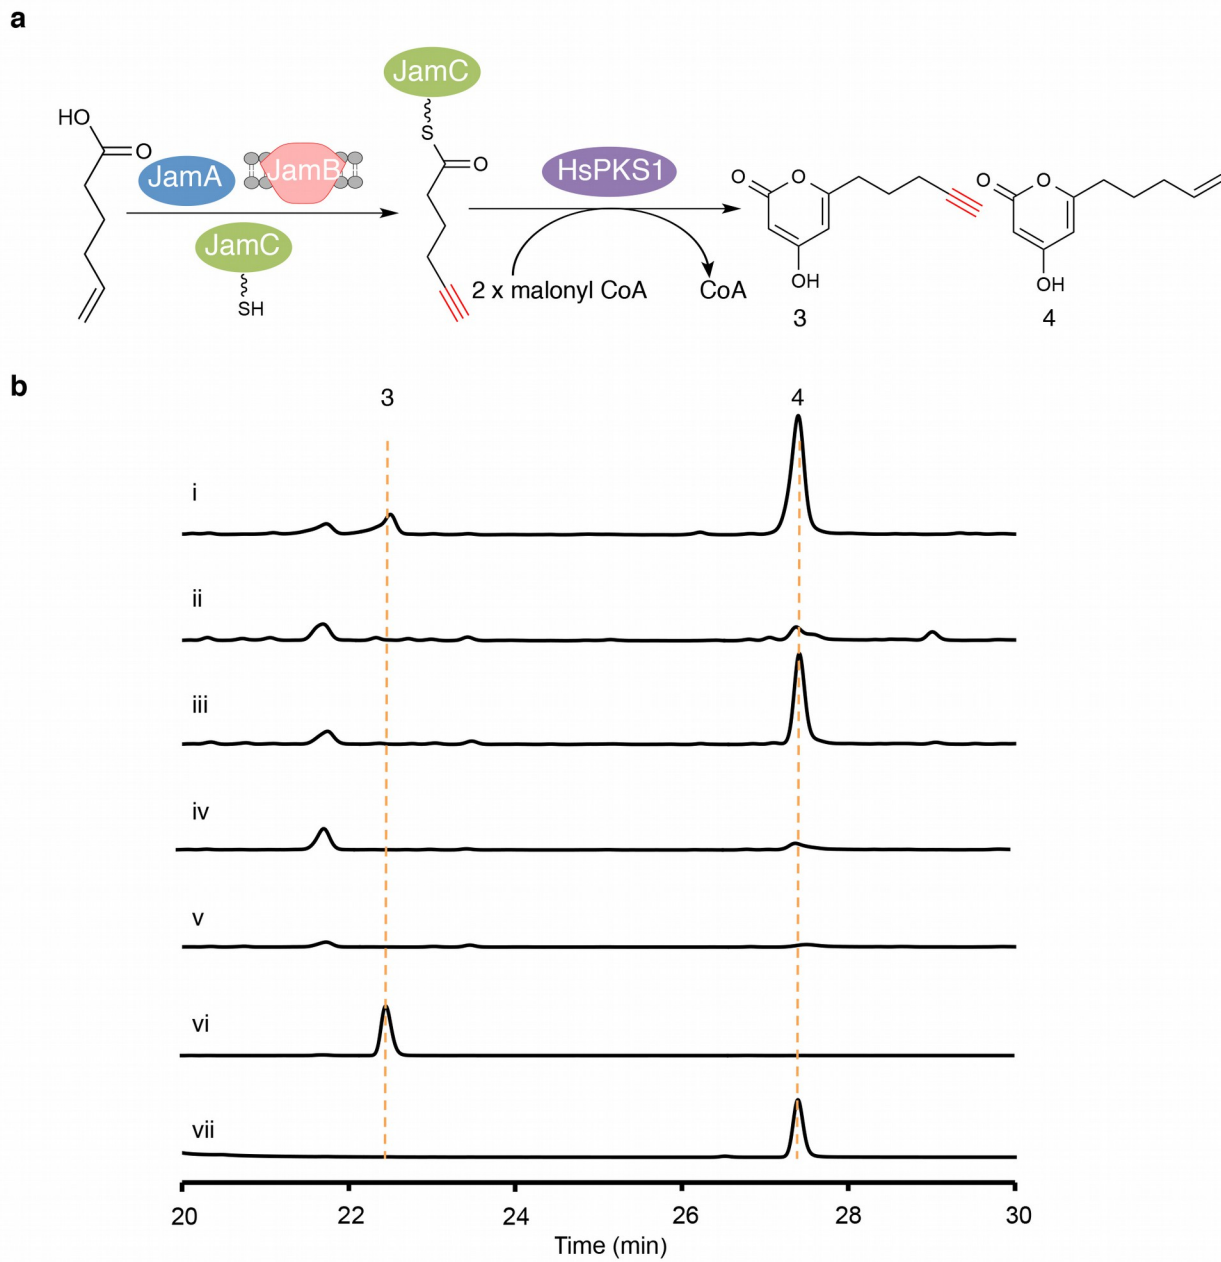 a
JamC
HO
O
S
O
JamA
JamB
HsPKS1
O
O
O
O
JamC
SH
2 x malonyl CoA
CoA
OH
OH
3
4
b
3
4
i
ii
iii
iv
v
vi
vii
20 22 24 26 28 30
Time (min)